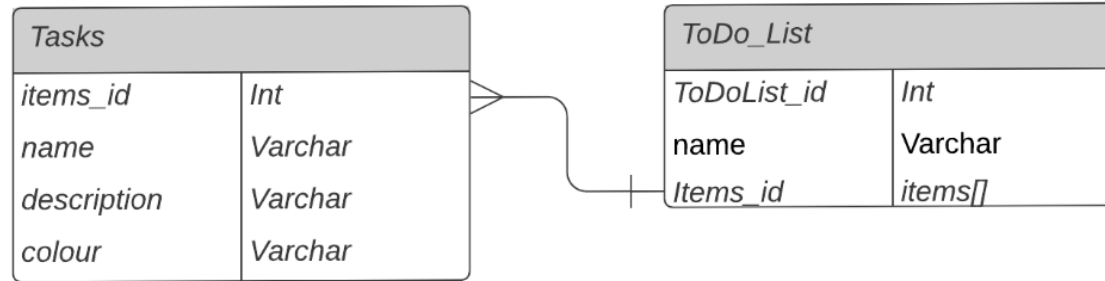 Tasks
items_id Int
name Varchar
description Varchar
colour Varchar
ToDo_List
ToDoList_id Int
name Varchar
Items_id items[]